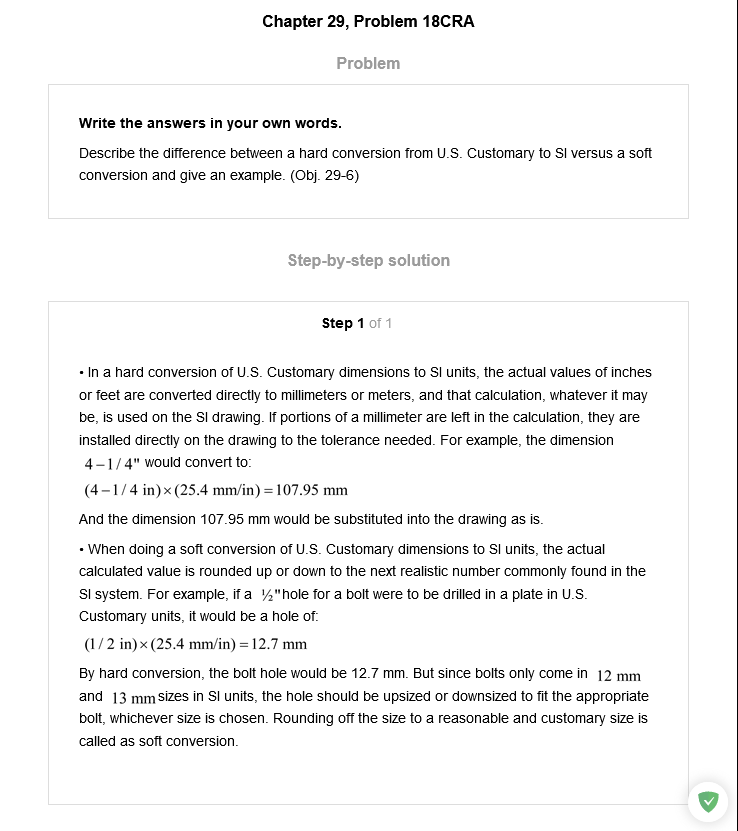 Chapter 29, Problem 18CRA
Problem
Write the answers in your own words.
Describe the difference between a hard conversion from U.S. Customary to SI versus a soft
conversion and give an example. (Obj. 29-6)
Step-by-step solution
Step 1 of 1
• In a hard conversion of U.S. Customary dimensions to SI units, the actual values of inches
or feet are converted directly to millimeters or meters, and that calculation, whatever it may
be, is used on the SI drawing. If portions of a millimeter are left in the calculation, they are
installed directly on the drawing to the tolerance needed. For example, the dimension
4–1/4" would convert to:
(4–1/4 in)×(25.4 mm/in)=107.95 mm
And the dimension 107.95 mm would be substituted into the drawing as is.
• When doing a soft conversion of U.S. Customary dimensions to SI units, the actual
calculated value is rounded up or down to the next realistic number commonly found in the
SI system. For example, if a ½"hole for a bolt were to be drilled in a plate in U.S.
Customary units, it would be a hole of:
(1/2 in)×(25.4 mm/in)=12.7 mm
By hard conversion, the bolt hole would be 12.7 mm. But since bolts only come in 12 mm
and 13 mm sizes in SI units, the hole should be upsized or downsized to fit the appropriate
bolt, whichever size is chosen. Rounding off the size to a reasonable and customary size is
called as soft conversion.